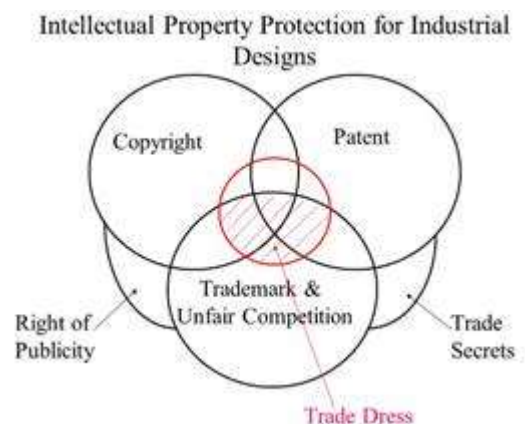 Intellectual Property Protection for Industrial
Designs
Copyright
Patent
Trademark &
Unfair Competition
Right of
Publicity
Trade
Secrets
Trade Dress